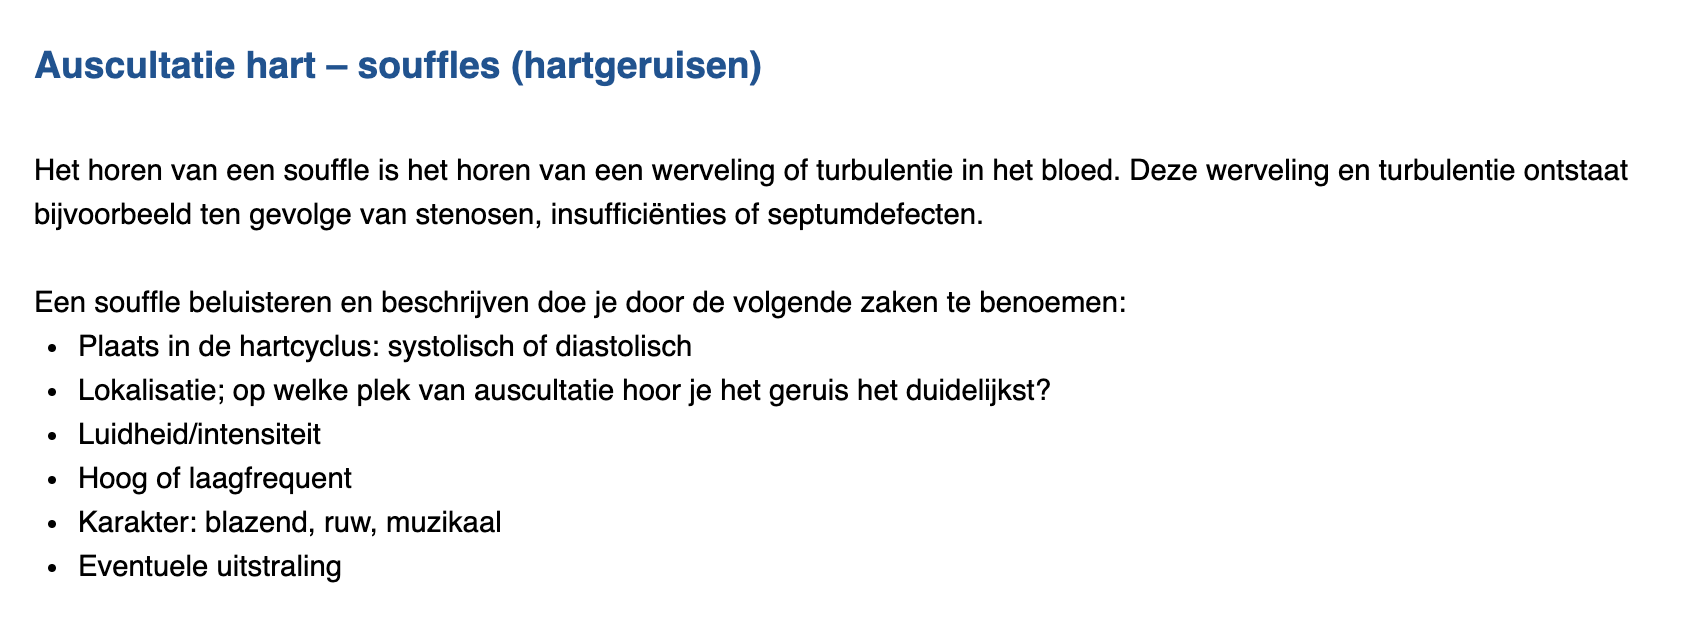 Auscultatie hart – souffles (hartgeruisen)
Het horen van een souffle is het horen van een werveling of turbulentie in het bloed. Deze werveling en turbulentie ontstaat
bijvoorbeeld ten gevolge van stenosen, insufficiënties of septumdefecten.
Een souffle beluisteren en beschrijven doe je door de volgende zaken te benoemen:
• Plaats in de hartcyclus: systolisch of diastolisch
• Lokalisatie; op welke plek van auscultatie hoor je het geruis het duidelijkst?
• Luidheid/intensiteit
• Hoog of laagfrequent
• Karakter: blazend, ruw, muzikaal
• Eventuele uitstraling